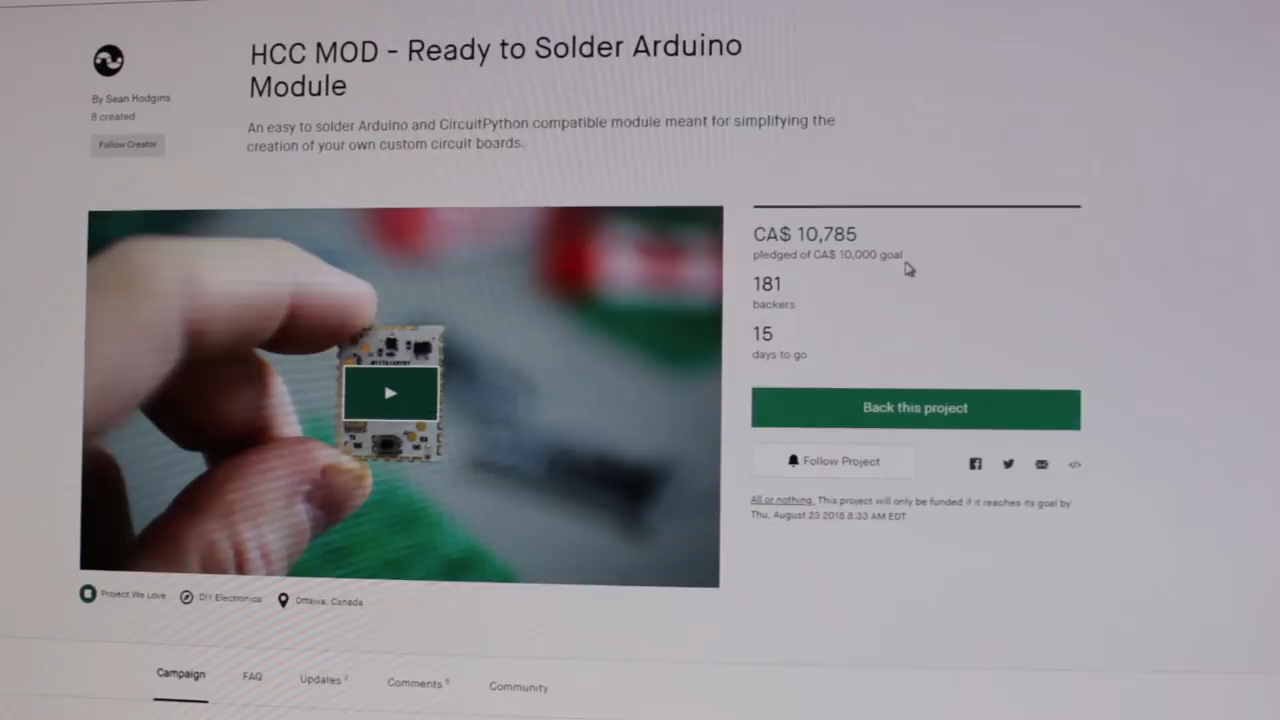 HCC MOD - Ready to Solder Arduino
Module
By Sean Hodgins
8 created
Follow Creator
An easy to solder Arduino and CircuitPython compatible module meant for simplifying the
creation of your own custom circuit boards.
CA$ 10,785
pledged of CA$ 10,000 goal
181
backers
15
days to go
Back this project
Follow Project
All or nothing. This project will only be funded if it reaches its goal by
Thu, August 23 2018 8:33 AM EDT.
Project We Love
DIY Electronics
Ottawa, Canada
Campaign
FAQ
Updates 2
Comments
Community